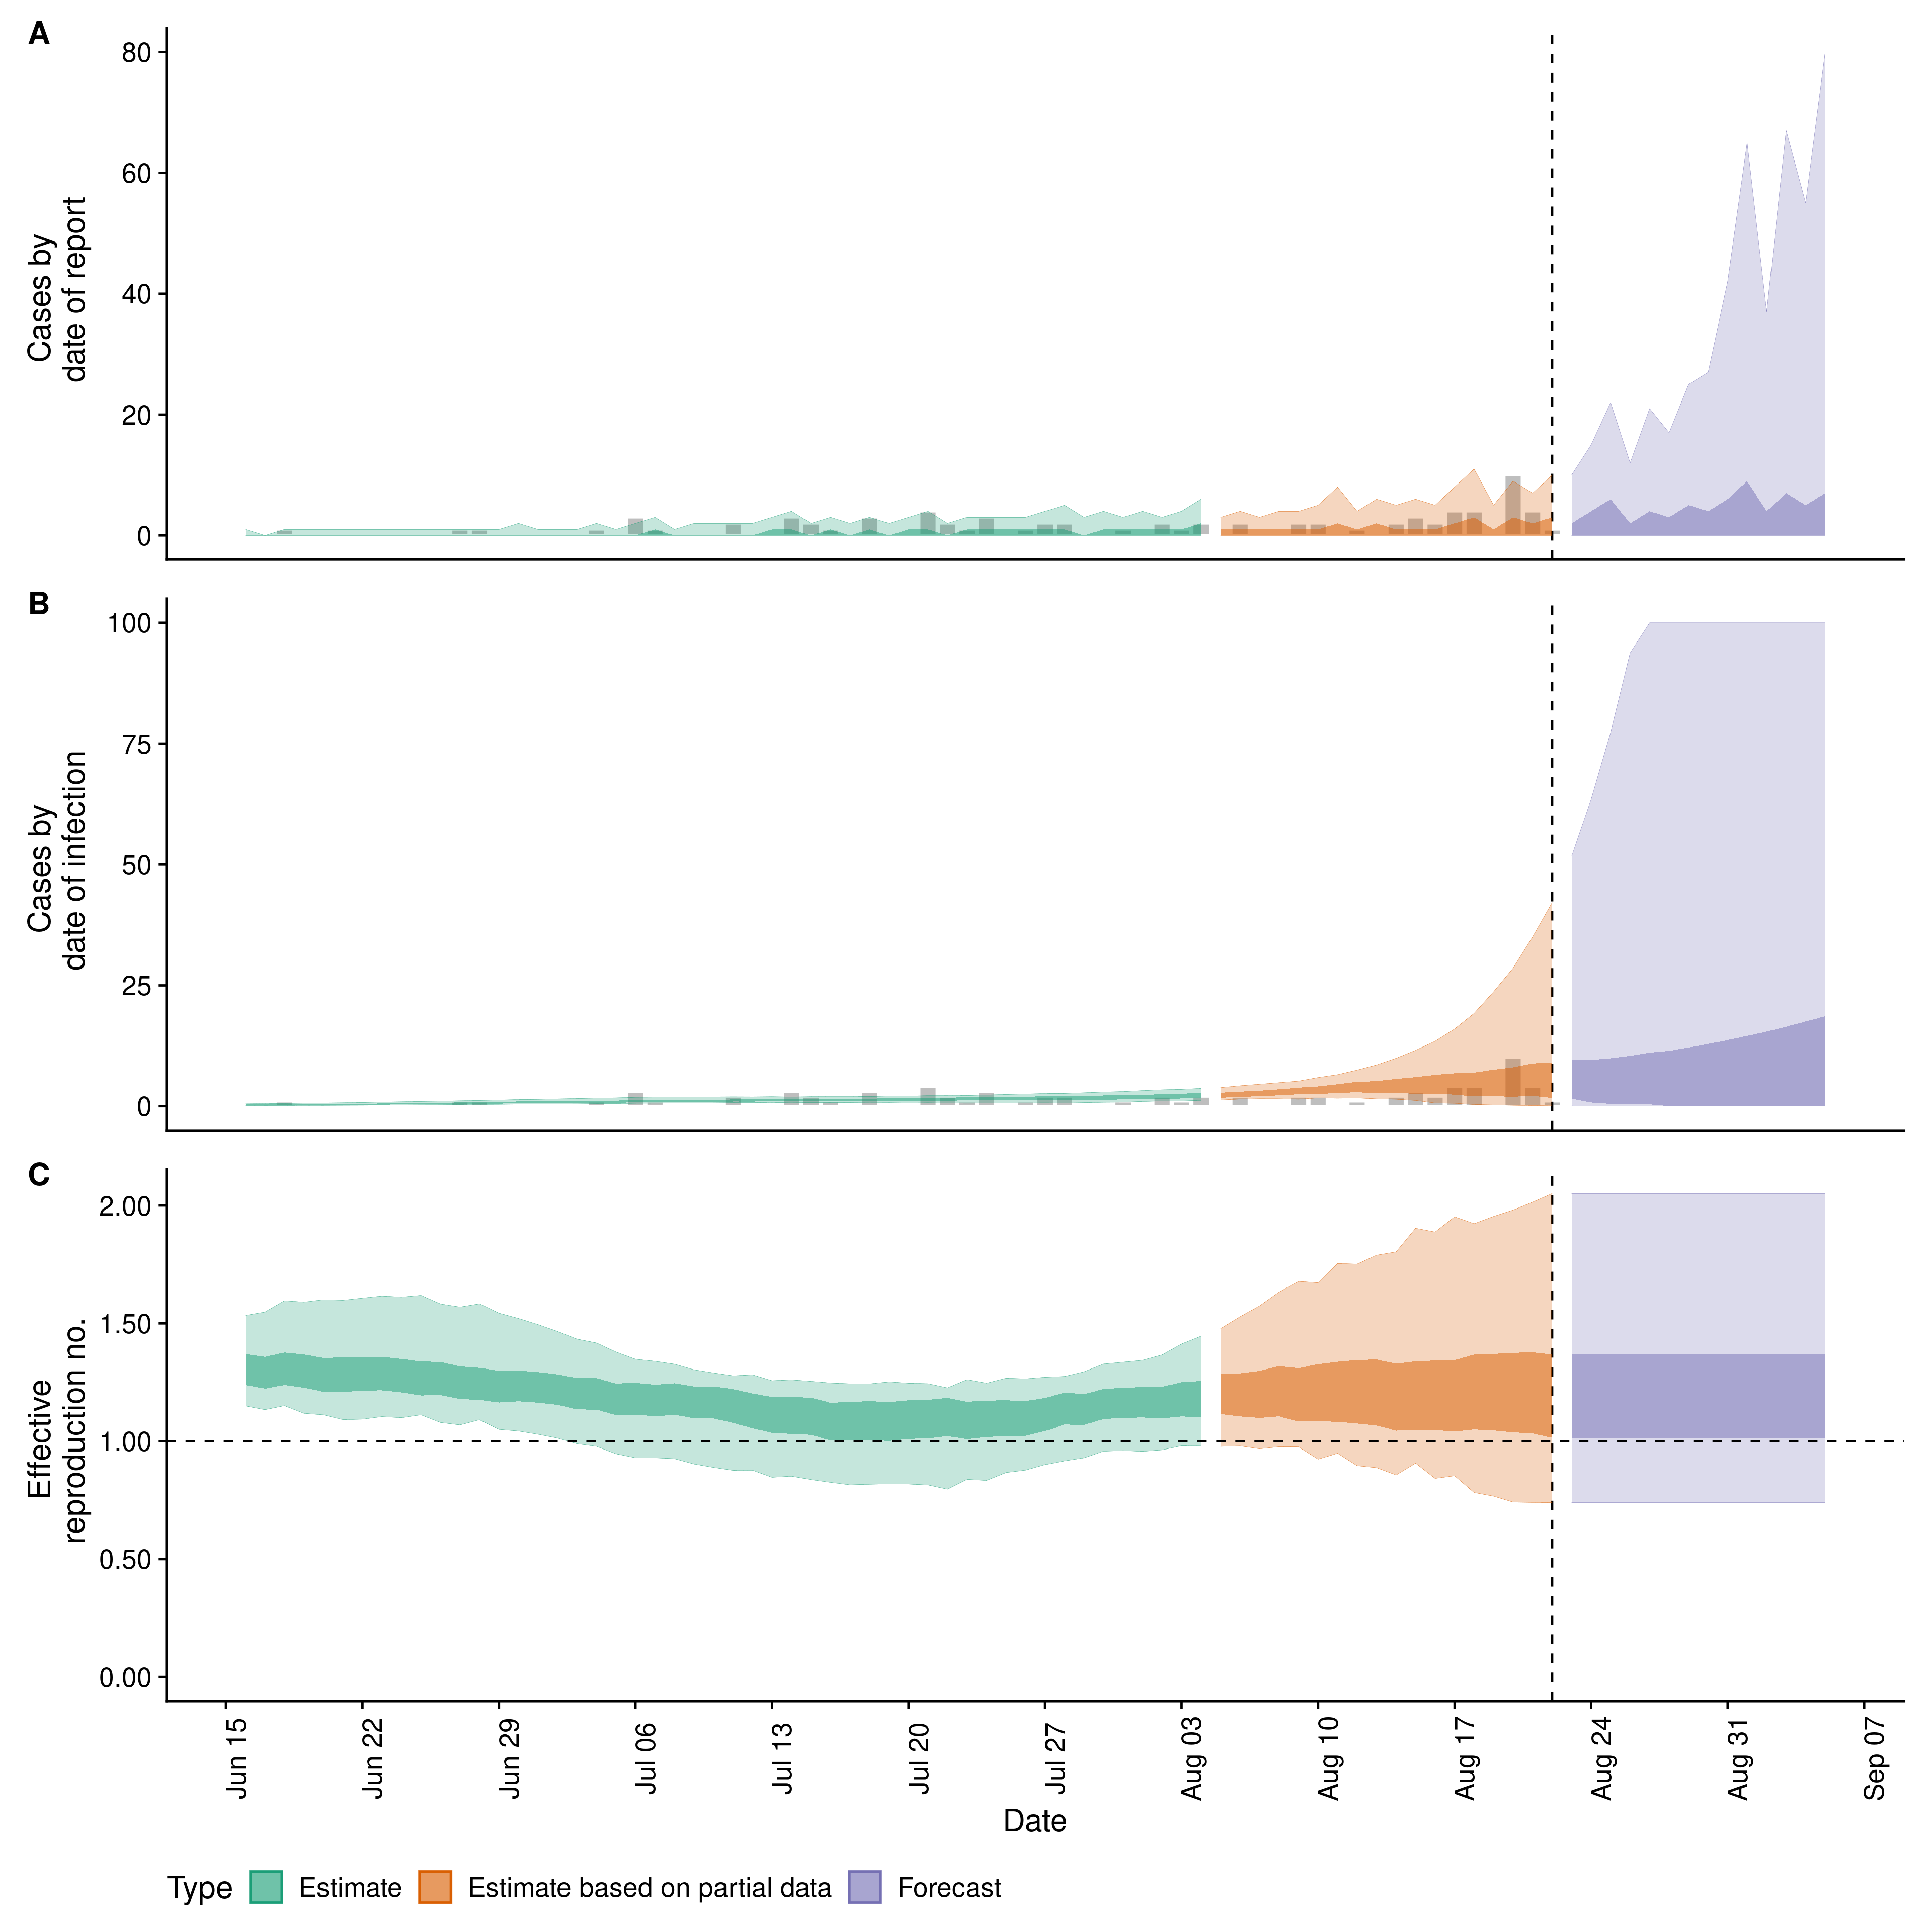 A
Cases by
date of report
80
60
40
20
0
B
Cases by
date of infection
100
75
50
25
0
C
Effective
reproduction no.
2.00
1.50
1.00
0.50
0.00
Jun 15
Jun 22
Jun 29
Jul 06
Jul 13
Jul 20
Jul 27
Aug 03
Aug 10
Aug 17
Aug 24
Aug 31
Sep 07
Date
Type Estimate Estimate based on partial data Forecast